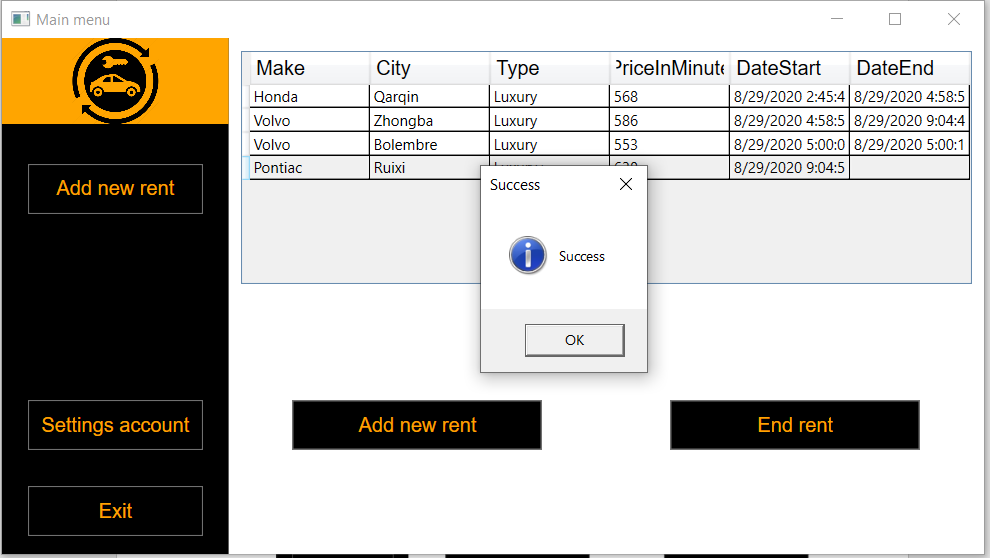 Main menu
Make City Type PriceInMinute DateStart DateEnd
Honda Qarqin Luxury 568 8/29/2020 2:45:4 8/29/2020 4:58:5
Volvo Zhongba Luxury 586 8/29/2020 4:58:5 8/29/2020 9:04:4
Volvo Bolembre Luxury 553 8/29/2020 5:00:0 8/29/2020 5:00:1
Pontiac Ruixi 8/29/2020 9:04:5
Add new rent
Success
Success
OK
Settings account
Add new rent
End rent
Exit